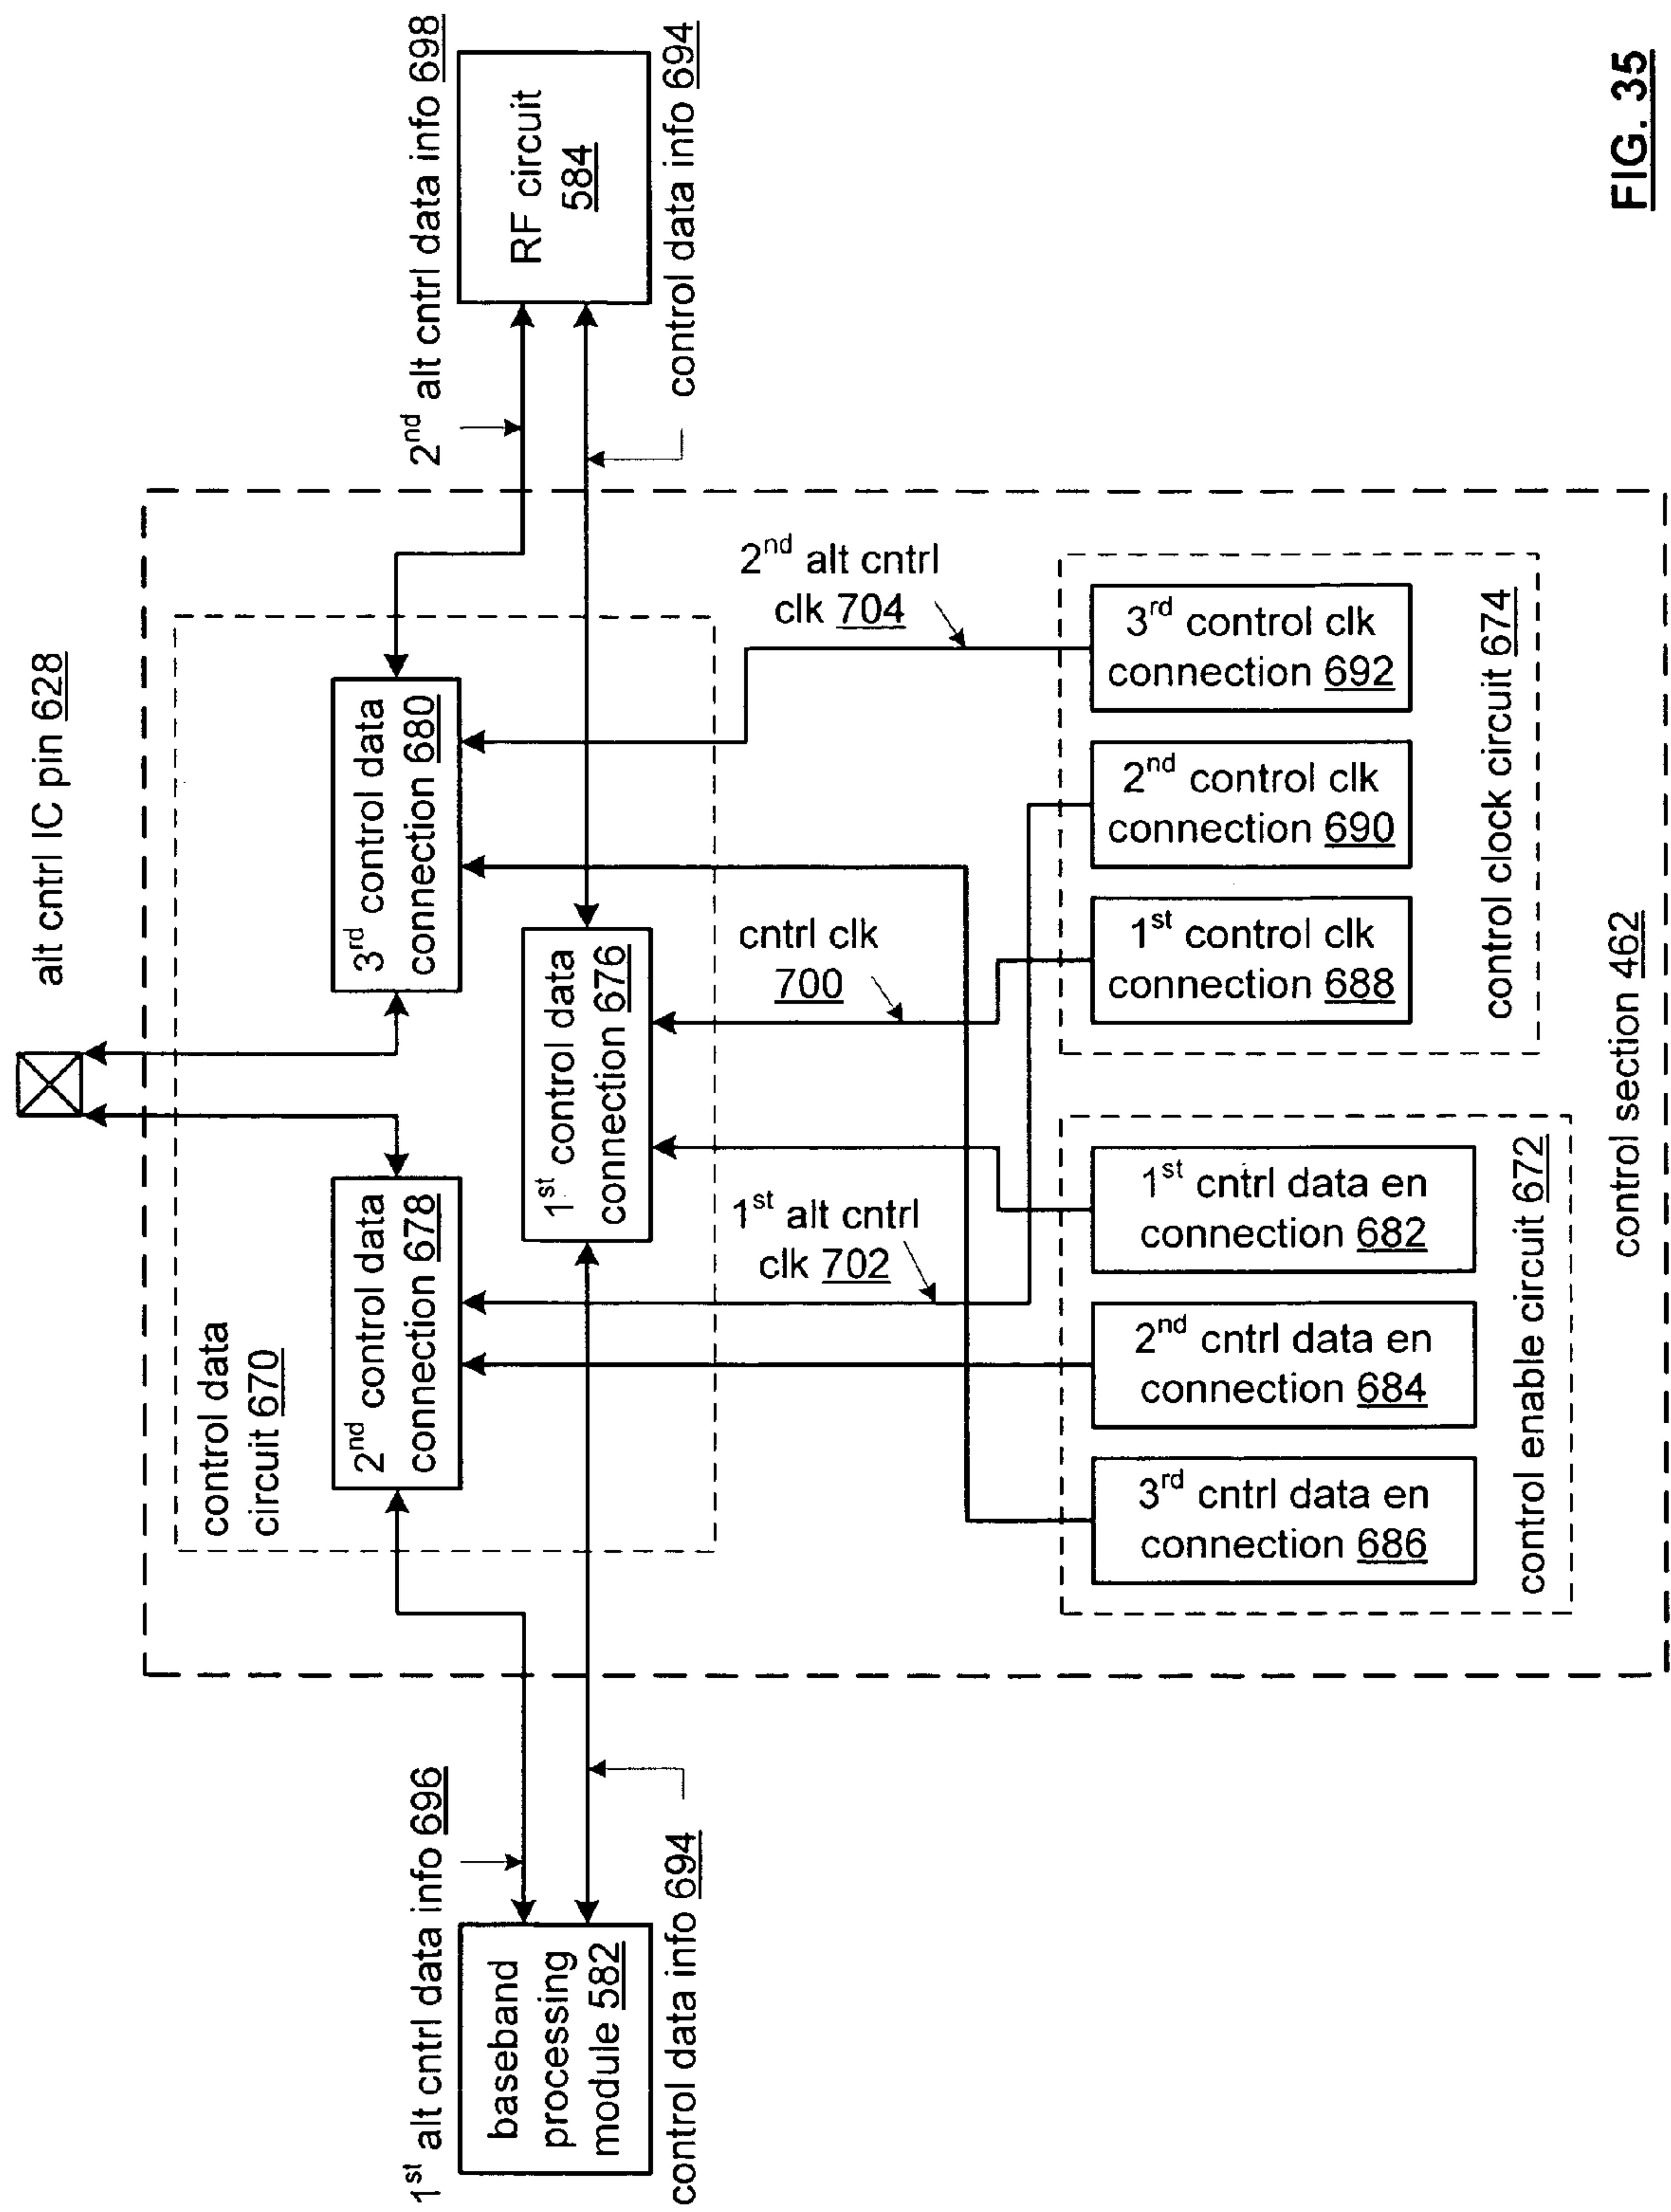 alt cntrl IC pin 628
control data
circuit 670
2nd control data
connection 678
3rd control data
connection 680
1st alt cntrl data info 696
2nd alt cntrl data info 698
baseband
processing
module 582
1st control data
connection 676
RF circuit
584
control data info 694
control data info 694
1st alt cntrl
clk 702
cntrl clk
700
2nd alt cntrl
clk 704
3rd cntrl data en
connection 686
2nd cntrl data en
connection 684
1st cntrl data en
connection 682
1st control clk
connection 688
2nd control clk
connection 690
3rd control clk
connection 692
control enable circuit 672
control clock circuit 674
control section 462
FIG. 35